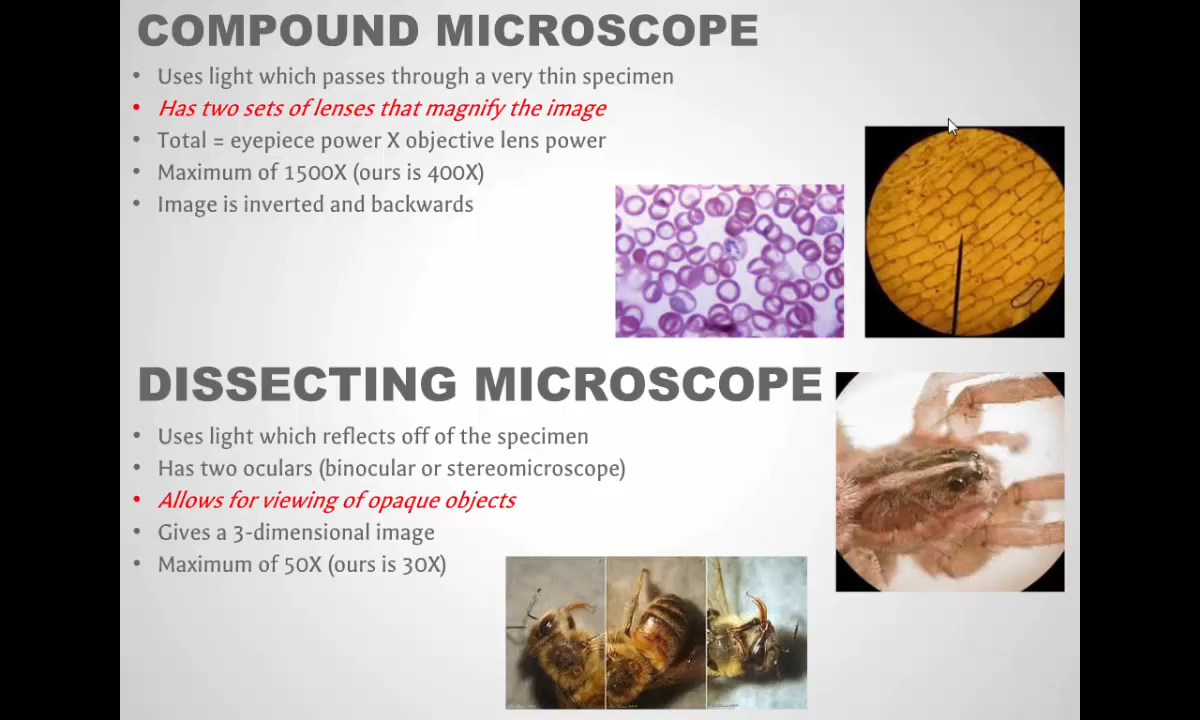 COMPOUND MICROSCOPE
• Uses light which passes through a very thin specimen
• Has two sets of lenses that magnify the image
• Total = eyepiece power X objective lens power
• Maximum of 1500X (ours is 400X)
• Image is inverted and backwards
DISSECTING MICROSCOPE
• Uses light which reflects off of the specimen
• Has two oculars (binocular or stereomicroscope)
• Allows for viewing of opaque objects
• Gives a 3-dimensional image
• Maximum of 50X (ours is 30X)